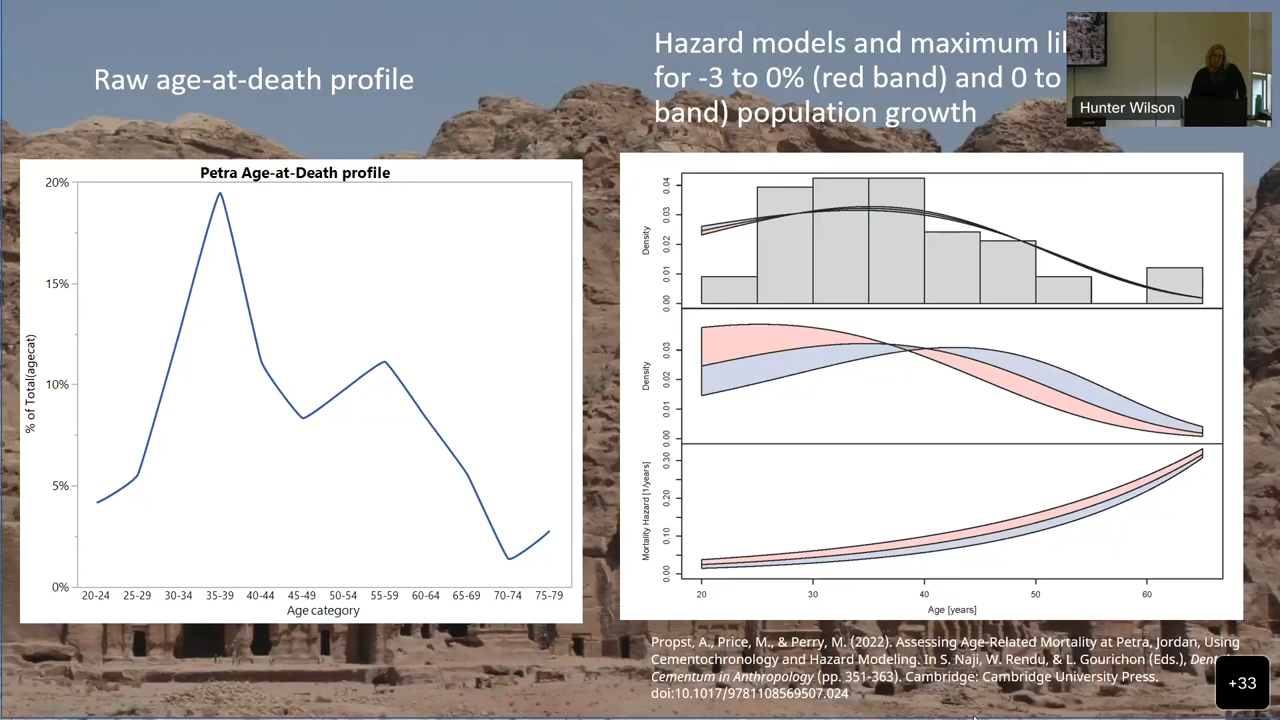 Raw age-at-death profile
Hazard models and maximum
for -3 to 0% (red band) and 0 to
band) population growth
Hunter Wilson
Petra Age-at-Death profile
20%
15%
10%
5%
0%
% of Total(agecat)
20-24 25-29 30-34 35-39 40-44 45-49 50-54 55-59 60-64 65-69 70-74 75-79
Age category
0.04
0.03
0.02
0.01
0.00
Density
0.03
0.02
0.01
0.00
Density
0.30
0.20
0.10
0.00
Mortality Hazard [1/years]
20 30 40 50 60
Age [years]
Propst, A., Price, M., & Perry, M. (2022). Assessing Age-Related Mortality at Petra, Jordan, Using
Cementochronology and Hazard Modeling. In S. Naji, W. Rendu, & L. Gourichon (Eds.),
Cementum in Anthropology (pp. 351-363). Cambridge: Cambridge University Press.
doi:10.1017/9781108569507.024
+33